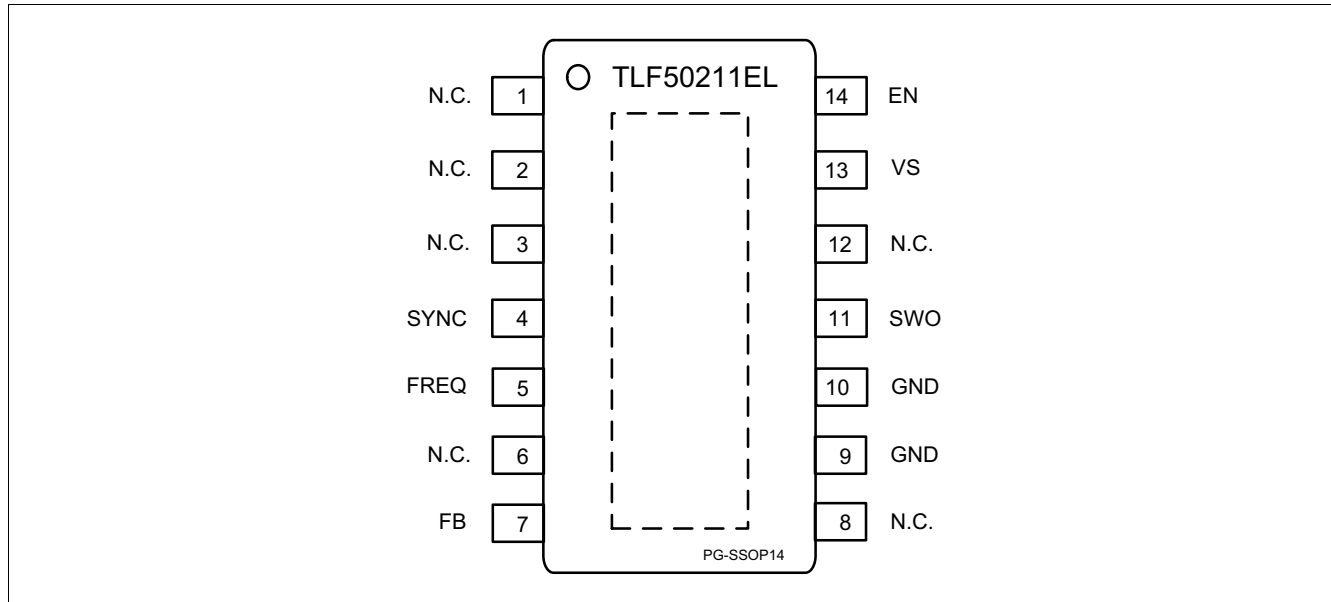 TLF50211EL
N.C. 1 14 EN
N.C. 2 13 VS
N.C. 3 12 N.C.
SYNC 4 11 SWO
FREQ 5 10 GND
N.C. 6 9 GND
FB 7 8 N.C.
PG-SSOP14